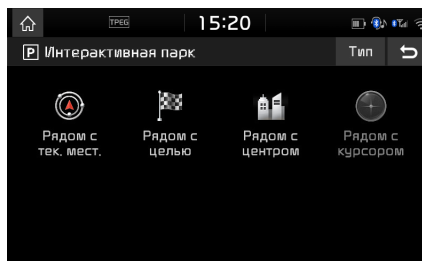 TPEG 15:20
P Интерактивная парк Тип
Рядом с тек. мест.
Рядом с целью
Рядом с центром
Рядом с курсором